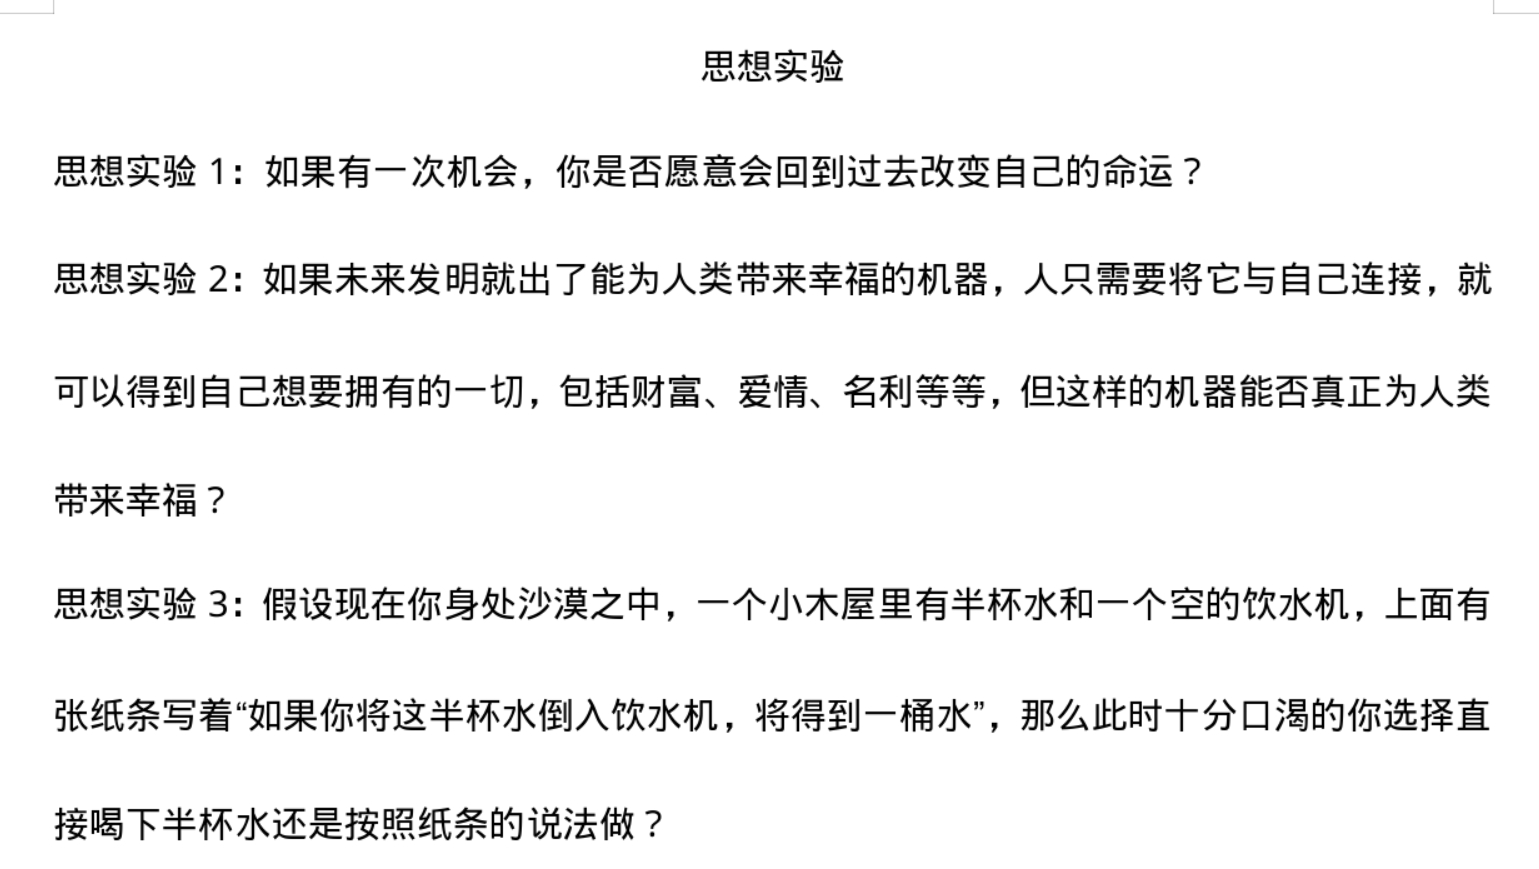 思想实验
思想实验 1：如果有一次机会，你是否愿意会回到过去改变自己的命运？
思想实验 2：如果未来发明就出了能为人类带来幸福的机器，人只需要将它与自己连接，就
可以得到自己想要拥有的一切，包括财富、爱情、名利等等，但这样的机器能否真正为人类
带来幸福？
思想实验 3：假设现在你身处沙漠之中，一个小木屋里有半杯水和一个空的饮水机，上面有
张纸条写着“如果你将这半杯水倒入饮水机，将得到一桶水”，那么此时十分口渴的你选择直
接喝下半杯水还是按照纸条的说法做？